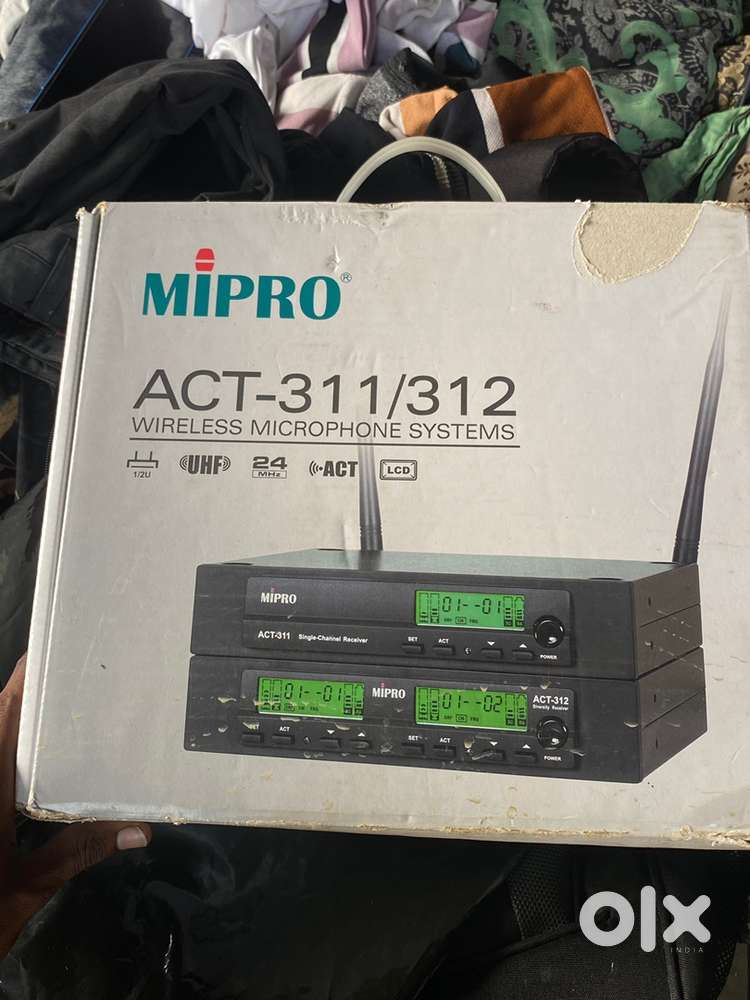 MIPRO®
ACT-311/312
WIRELESS MICROPHONE SYSTEMS
1/2U
UHF
24
MHz
ACT
LCD
MIPRO
01--01
ACT-311 Single-Channel Receiver
SET
ACT
POWER
01--01
MIPRO
01--02
ACT-312
Diversity Receiver
SET
ACT
SET
ACT
POWER
olx
INDIA